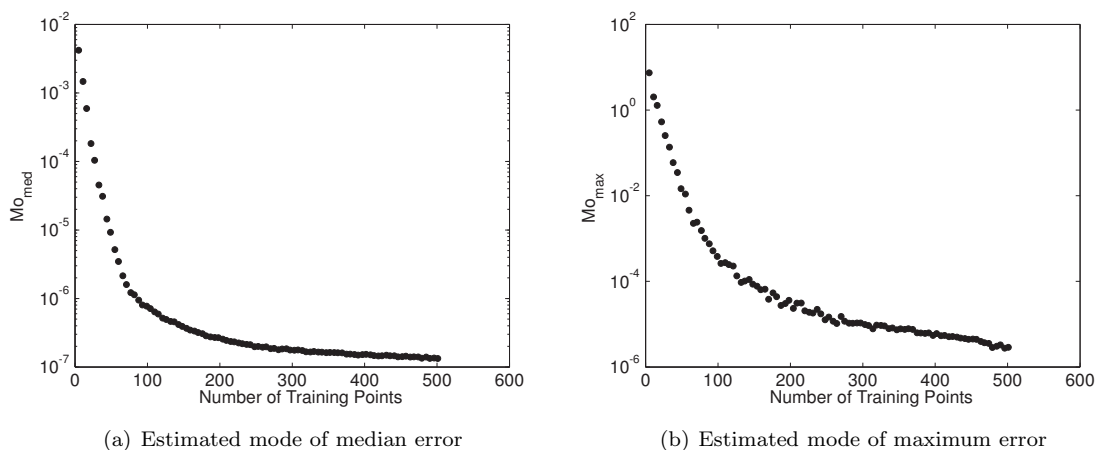 10^-2
10^-3
10^-4
10^-5
10^-6
10^-7
Mo_med
0 100 200 300 400 500 600
Number of Training Points
(a) Estimated mode of median error
10^2
10^0
10^-2
10^-4
10^-6
Mo_max
0 100 200 300 400 500 600
Number of Training Points
(b) Estimated mode of maximum error